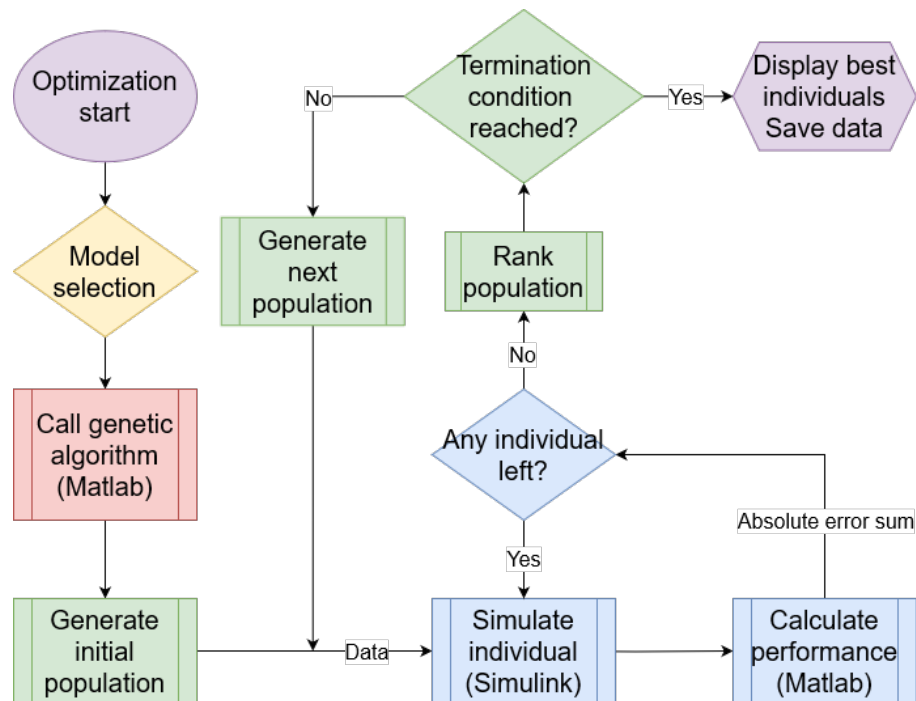 Optimization
start
Model
selection
Call genetic
algorithm
(Matlab)
Generate
initial
population
Data
Simulate
individual
(Simulink)
Calculate
performance
(Matlab)
Absolute error sum
Any individual
left?
Yes
No
Rank
population
Termination
condition
reached?
No
Generate
next
population
Yes
Display best
individuals
Save data